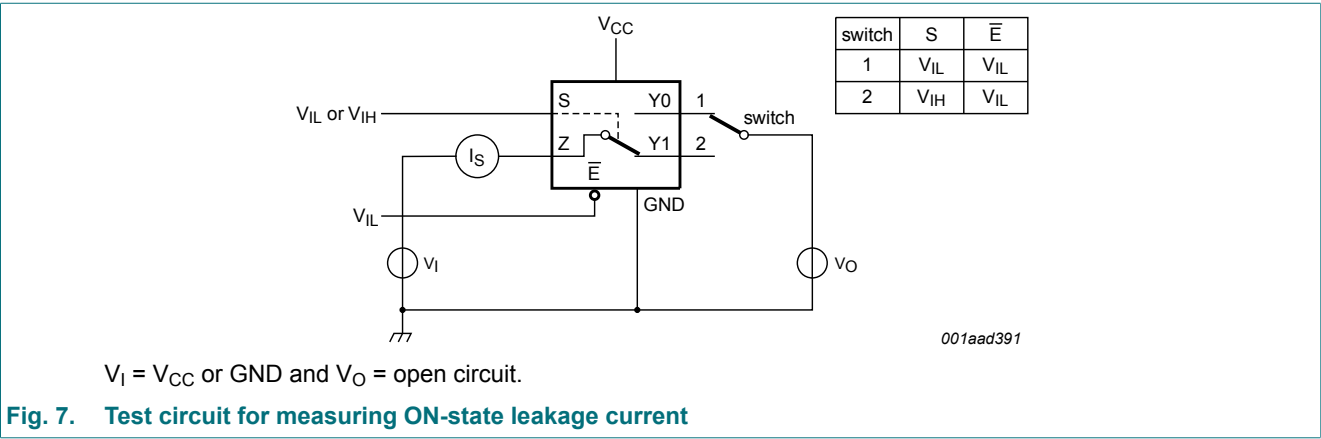 VCC
switch S E̅
1 VIL VIL
2 VIH VIL
S Y0 1
switch
VIL or VIH
Z Y1 2
IS
E̅
GND
VIL
VI
VO
001aad391
VI = VCC or GND and VO = open circuit.
Fig. 7. Test circuit for measuring ON-state leakage current